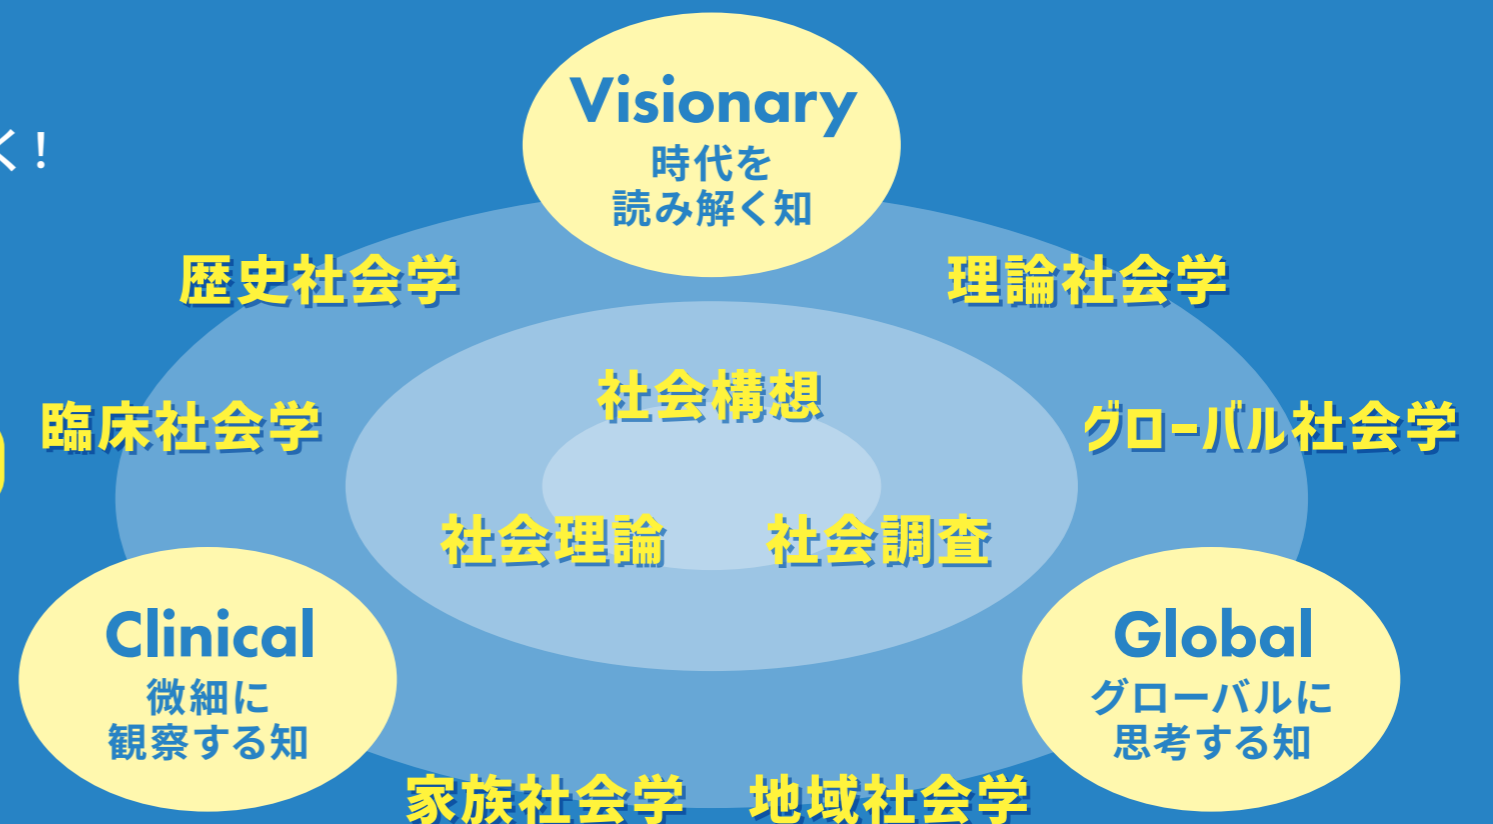 Visionary
時代を
読み解く知
く！
歴史社会学
理論社会学
社会構想
臨床社会学
グローバル社会学
社会理論
社会調査
Clinical
微細に
観察する知
Global
グローバルに
思考する知
家族社会学
地域社会学